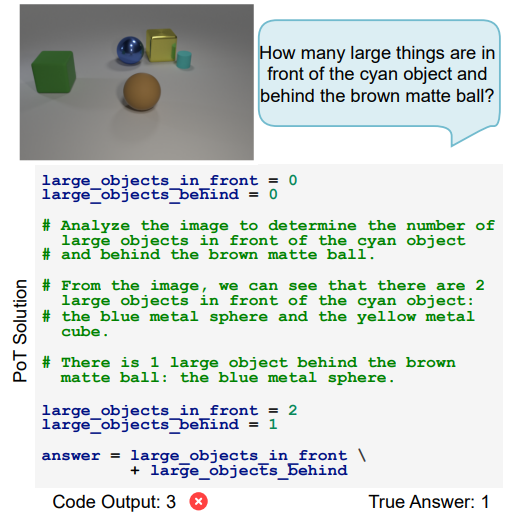 How many large things are in
front of the cyan object and
behind the brown matte ball?
large_objects_in_front = 0
large_objects_behind = 0
# Analyze the image to determine the number of
large objects in front of the cyan object
# and behind the brown matte ball.
# From the image, we can see that there are 2
large objects in front of the cyan object:
# the blue metal sphere and the yellow metal
cube.
# There is 1 large object behind the brown
matte ball: the blue metal sphere.
large_objects_in_front = 2
large_objects_behind = 1
answer = large_objects_in_front \
+ large_objects_behind
PoT Solution
Code Output: 3
True Answer: 1